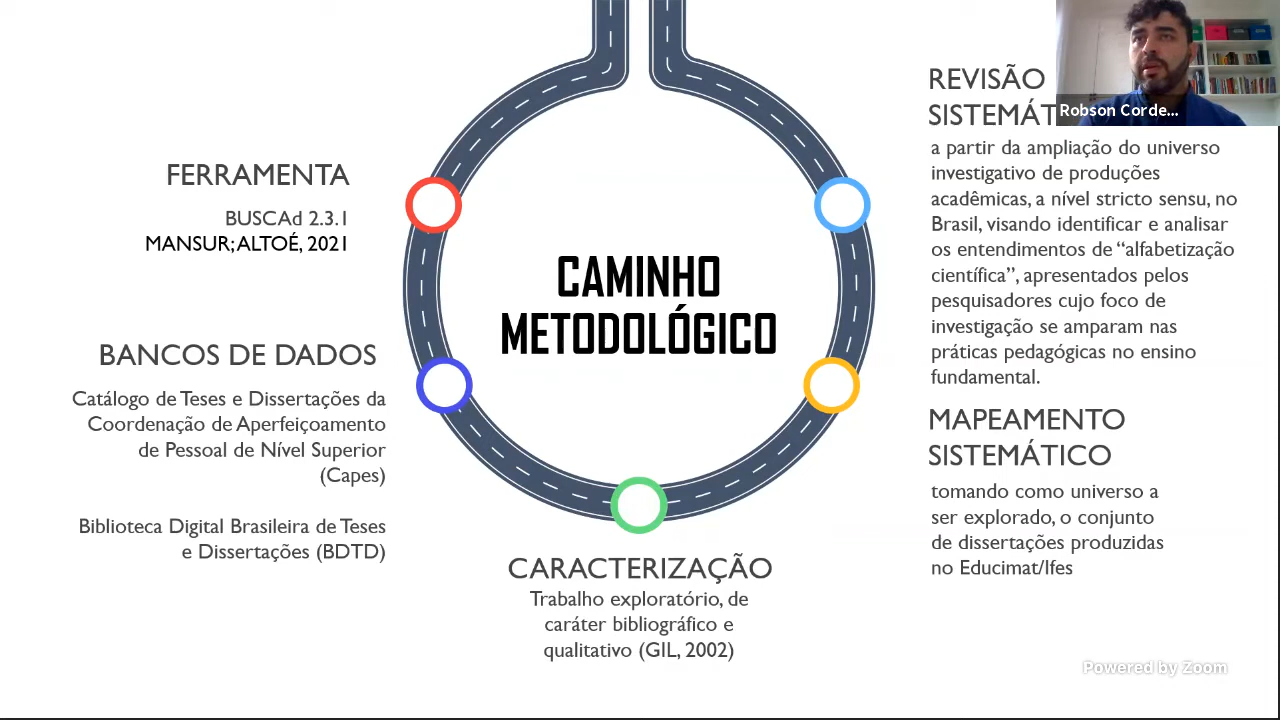 FERRAMENTA
BUSCAd 2.3.1
MANSUR; ALTOÉ, 2021
BANCOS DE DADOS
Catálogo de Teses e Dissertações da
Coordenação de Aperfeiçoamento
de Pessoal de Nível Superior
(Capes)
Biblioteca Digital Brasileira de Teses
e Dissertações (BDTD)
CAMINHO
METODOLÓGICO
CARACTERIZAÇÃO
Trabalho exploratório, de
caráter bibliográfico e
qualitativo (GIL, 2002)
REVISÃO
Robson Corde...
a partir da ampliação do universo
investigativo de produções
acadêmicas, a nível stricto sensu, no
Brasil, visando identificar e analisar
os entendimentos de “alfabetização
científica”, apresentados pelos
pesquisadores cujo foco de
investigação se amparam nas
práticas pedagógicas no ensino
fundamental.
MAPEAMENTO
SISTEMÁTICO
tomando como universo a
ser explorado, o conjunto
de dissertações produzidas
no Educimat/Ifes
Powered by Zoom